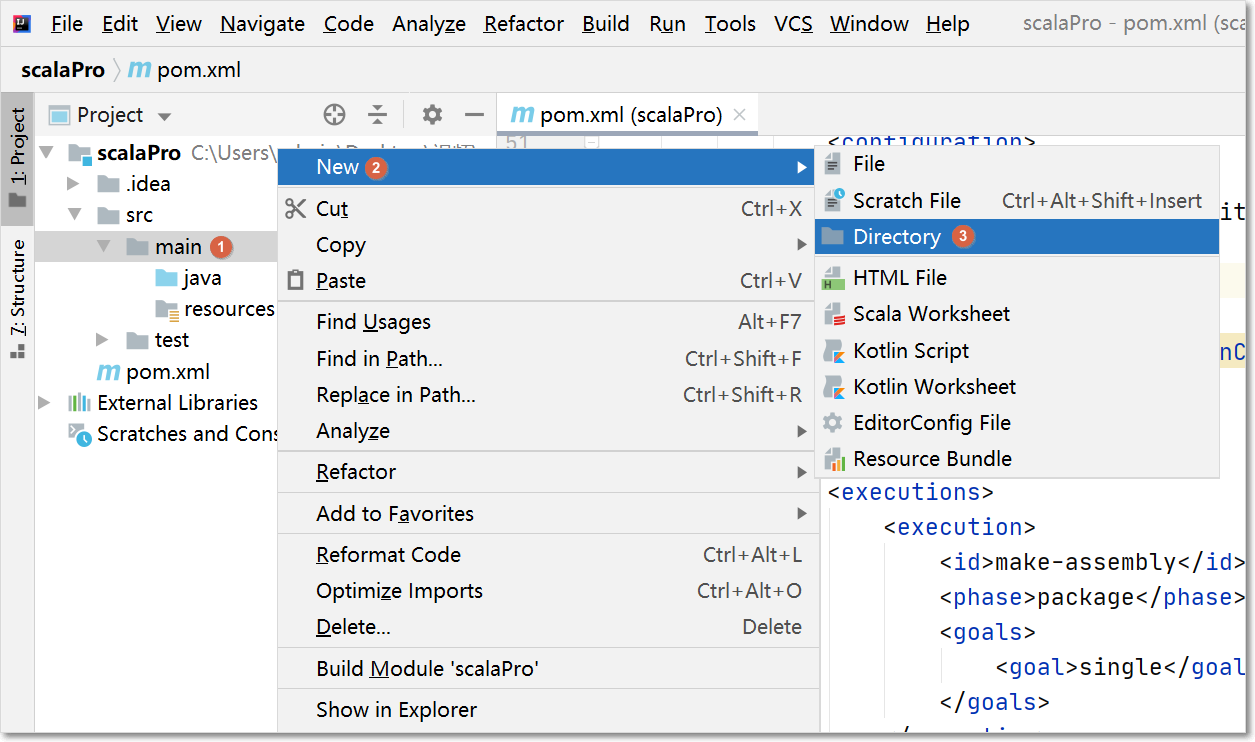 File Edit View Navigate Code Analyze Refactor Build Run Tools VCS Window Help scalaPro - pom.xml
scalaPro pom.xml
Project
pom.xml (scalaPro)
1: Project
7: Structure
scalaPro C:\Users\
.idea
src
main 1
java
resources
test
pom.xml
External Libraries
Scratches and
51
New 2
Cut Ctrl+X
Copy
Paste Ctrl+V
Find Usages Alt+F7
Find in Path... Ctrl+Shift+F
Replace in Path... Ctrl+Shift+R
Analyze
Refactor
Add to Favorites
Reformat Code Ctrl+Alt+L
Optimize Imports Ctrl+Alt+O
Delete... Delete
Build Module 'scalaPro'
Show in Explorer
<configuration>
File
Scratch File Ctrl+Alt+Shift+Insert
Directory 3
HTML File
Scala Worksheet
Kotlin Script
Kotlin Worksheet
EditorConfig File
Resource Bundle
it
nC
<executions>
<execution>
<id>make-assembly</id>
<phase>package</phase>
<goals>
<goal>single</goal
</goals>